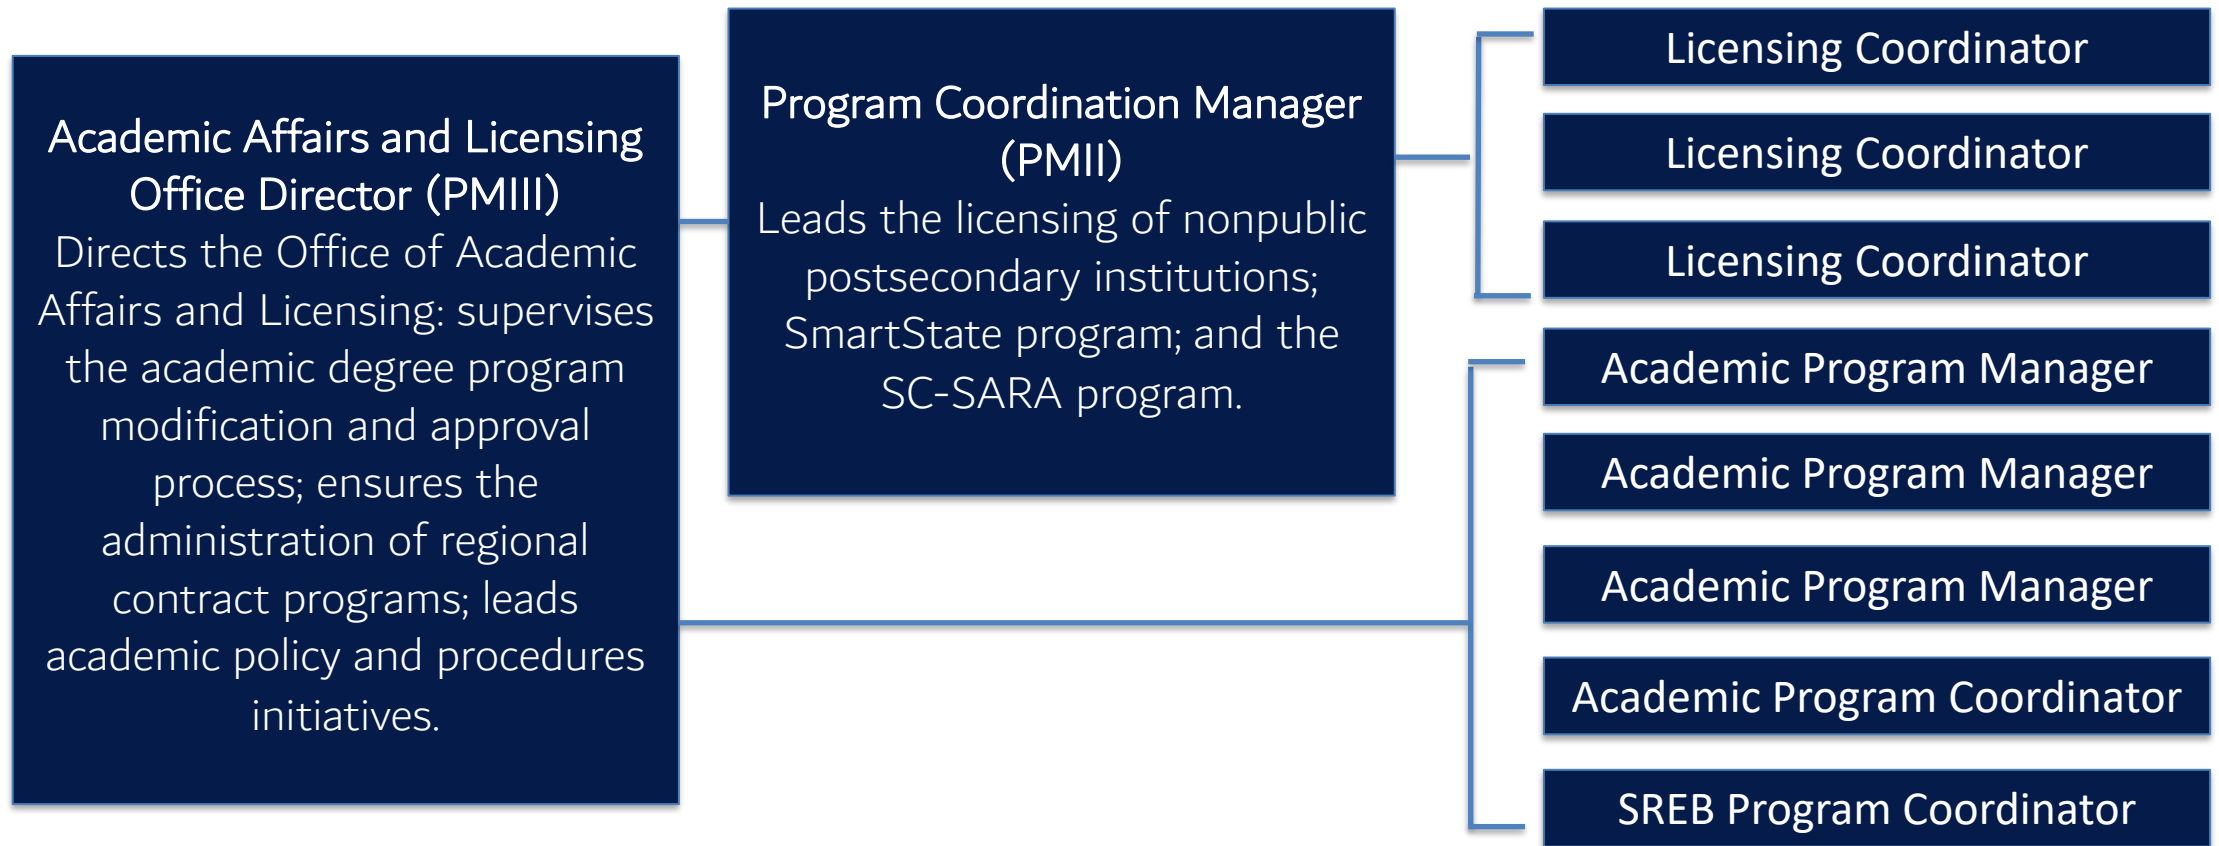 Academic Affairs and Licensing
Office Director (PMIII)
Directs the Office of Academic
Affairs and Licensing: supervises
the academic degree program
modification and approval
process; ensures the
administration of regional
contract programs; leads
academic policy and procedures
initiatives.
Program Coordination Manager
(PMII)
Leads the licensing of nonpublic
postsecondary institutions;
SmartState program; and the
SC-SARA program.
Licensing Coordinator
Licensing Coordinator
Licensing Coordinator
Academic Program Manager
Academic Program Manager
Academic Program Manager
Academic Program Coordinator
SREB Program Coordinator